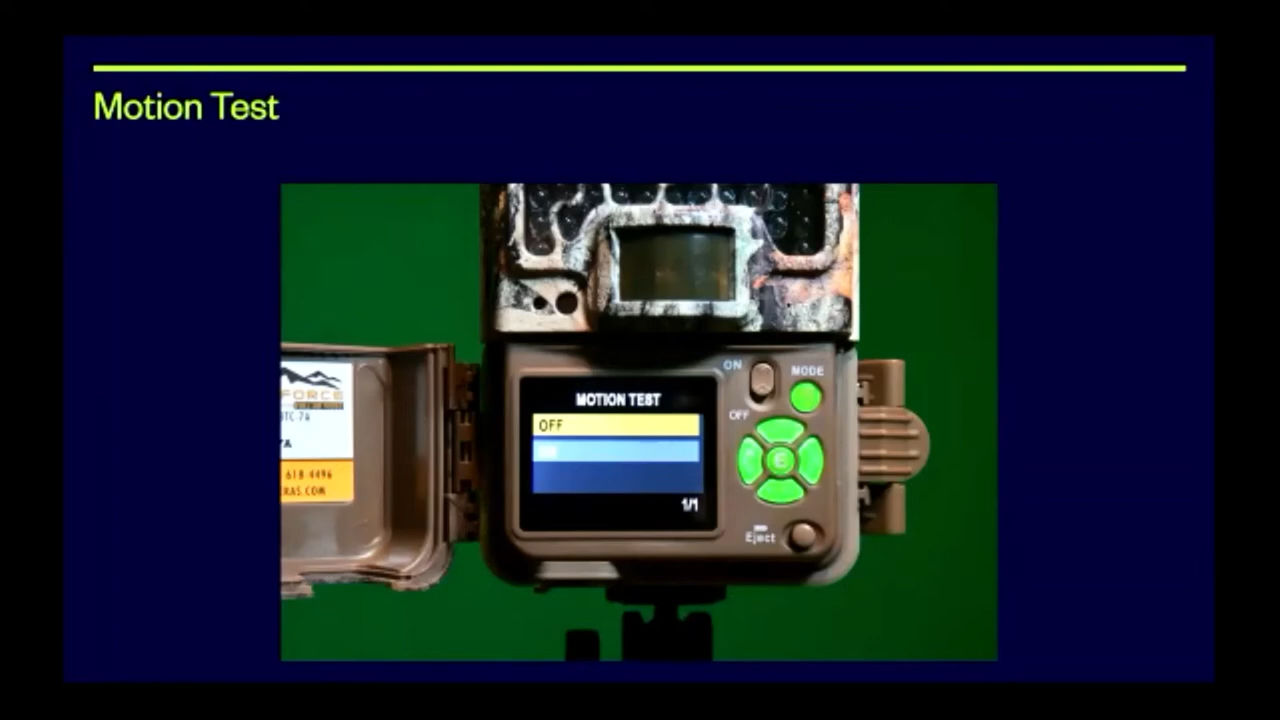 Motion Test
FORCE
BTC-7A
618-4496
RAS.COM
MOTION TEST
OFF
1/1
ON
OFF
MODE
E
Eject